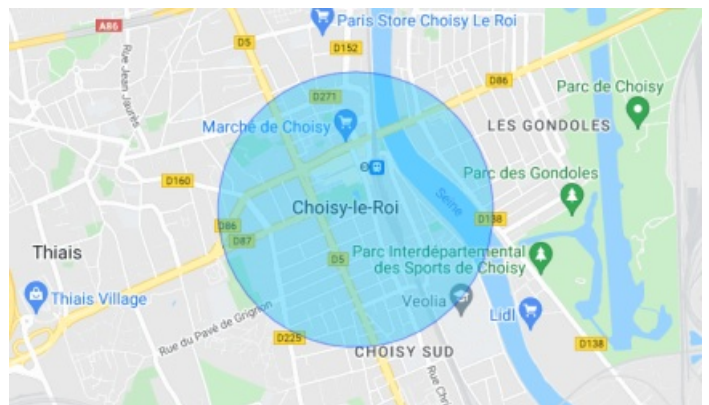 A86
Paris Store Choisy Le Roi
D5
D152
Rue Jean Jaurès
D86
Parc de Choisy
D271
Marché de Choisy
LES GONDOLES
Parc des Gondoles
D160
Seine
Choisy-le-Roi
D138
D86
D87
Thiais
D5
Parc Interdépartemental
des Sports de Choisy
Thiais Village
Veolia
Lidl
Rue du Pavé de Grignon
D225
D138
CHOISY SUD
Rue Chri